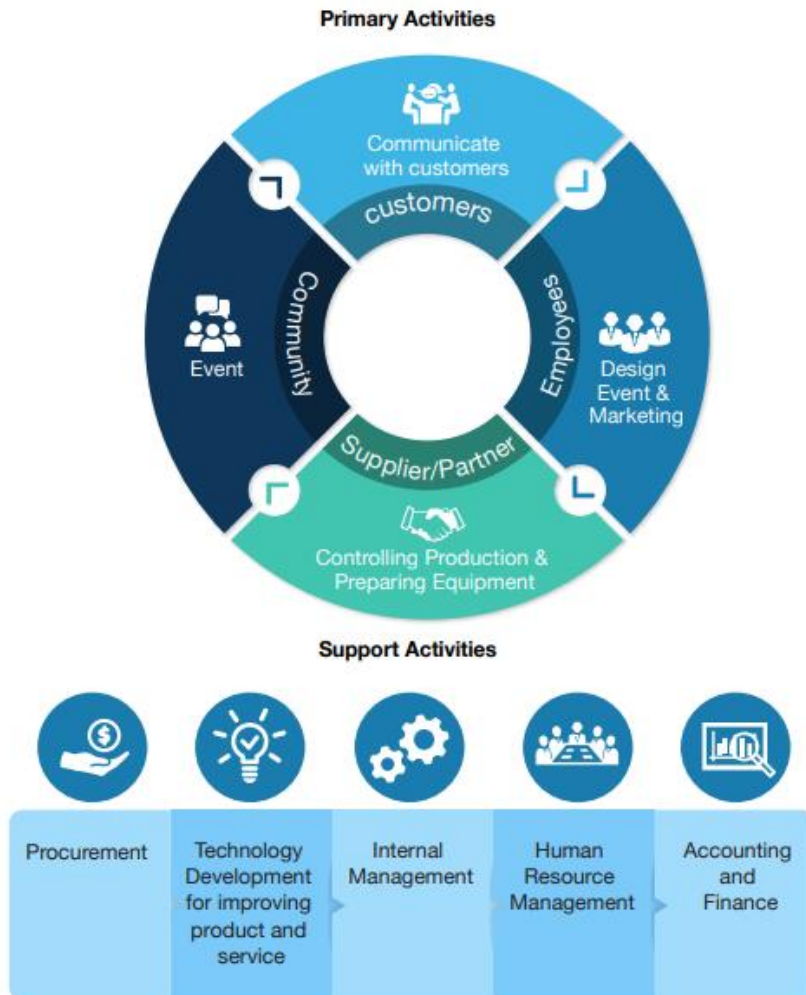 Primary Activities
Communicate
with customers
customers
Design
Event &
Marketing
Employees
Controlling Production &
Preparing Equipment
Supplier/Partner
Event
Community
Support Activities
Procurement
Technology
Development
for improving
product and
service
Internal
Management
Human
Resource
Management
Accounting
and
Finance